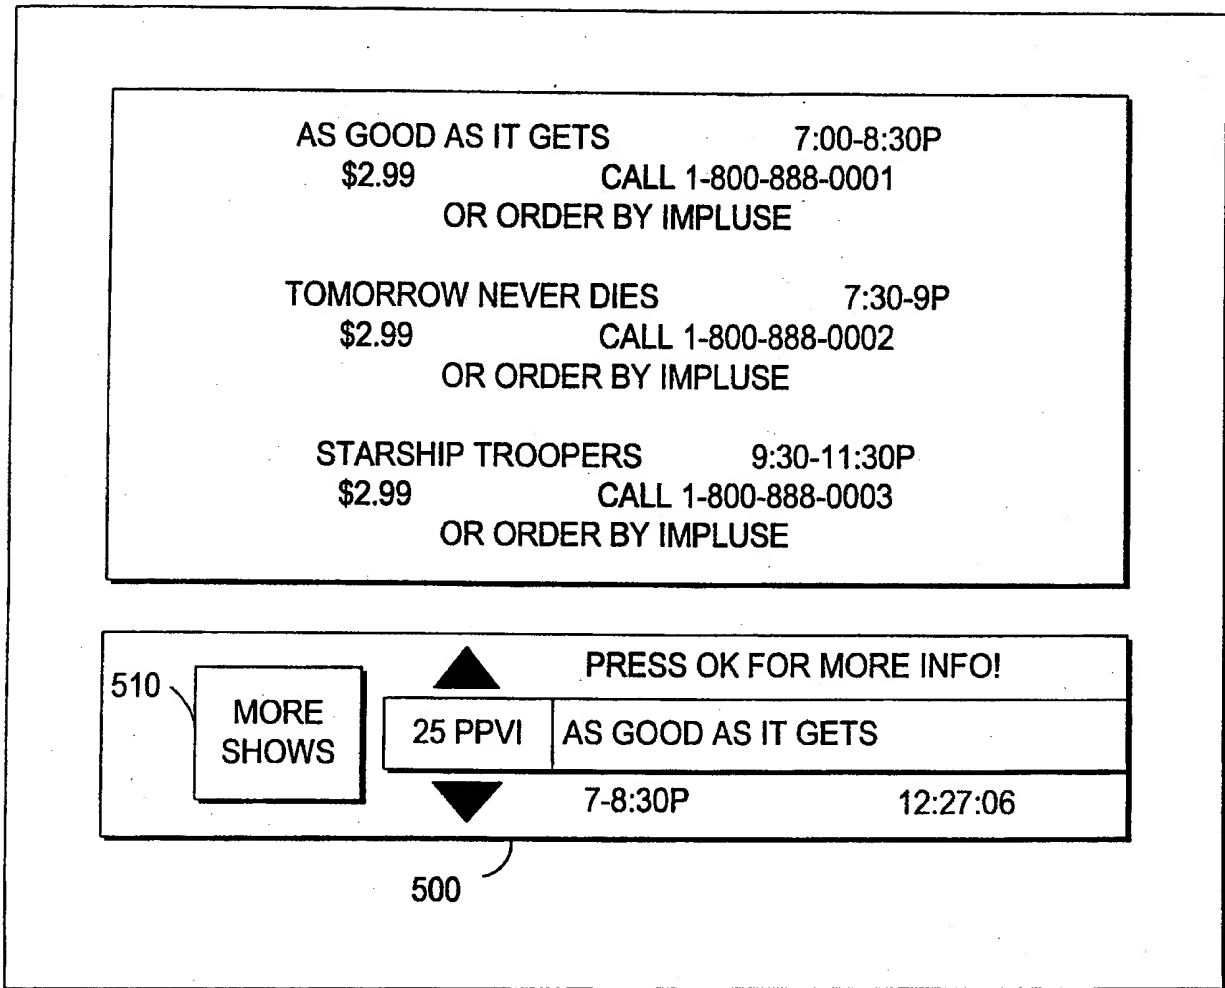 AS GOOD AS IT GETS 7:00-8:30P
$2.99 CALL 1-800-888-0001
OR ORDER BY IMPLUSE
TOMORROW NEVER DIES 7:30-9P
$2.99 CALL 1-800-888-0002
OR ORDER BY IMPLUSE
STARSHIP TROOPERS 9:30-11:30P
$2.99 CALL 1-800-888-0003
OR ORDER BY IMPLUSE
510
MORE
SHOWS
PRESS OK FOR MORE INFO!
25 PPVI AS GOOD AS IT GETS
7-8:30P 12:27:06
500